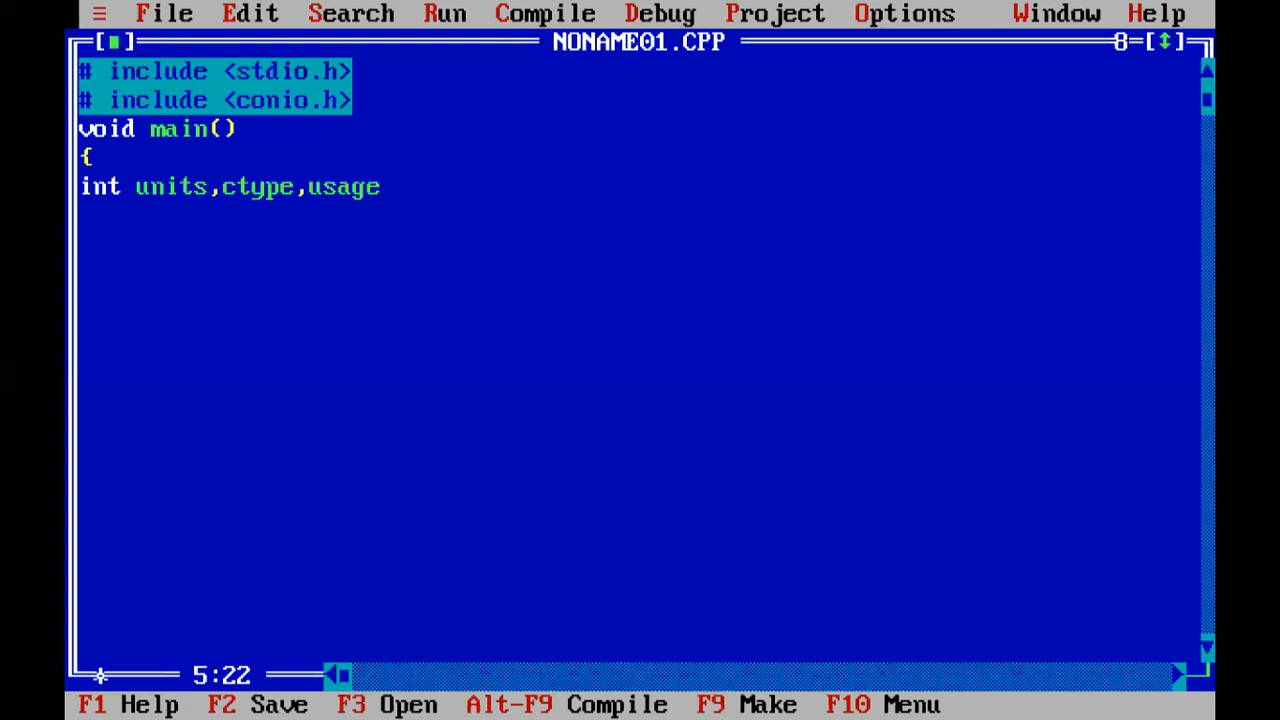 ≡ File Edit Search Run Compile Debug Project Options Window Help
[■] NONAME01.CPP 8=[↕]
# include <stdio.h>
# include <conio.h>
void main()
{
int units,ctype,usage
5:22
F1 Help F2 Save F3 Open Alt-F9 Compile F9 Make F10 Menu